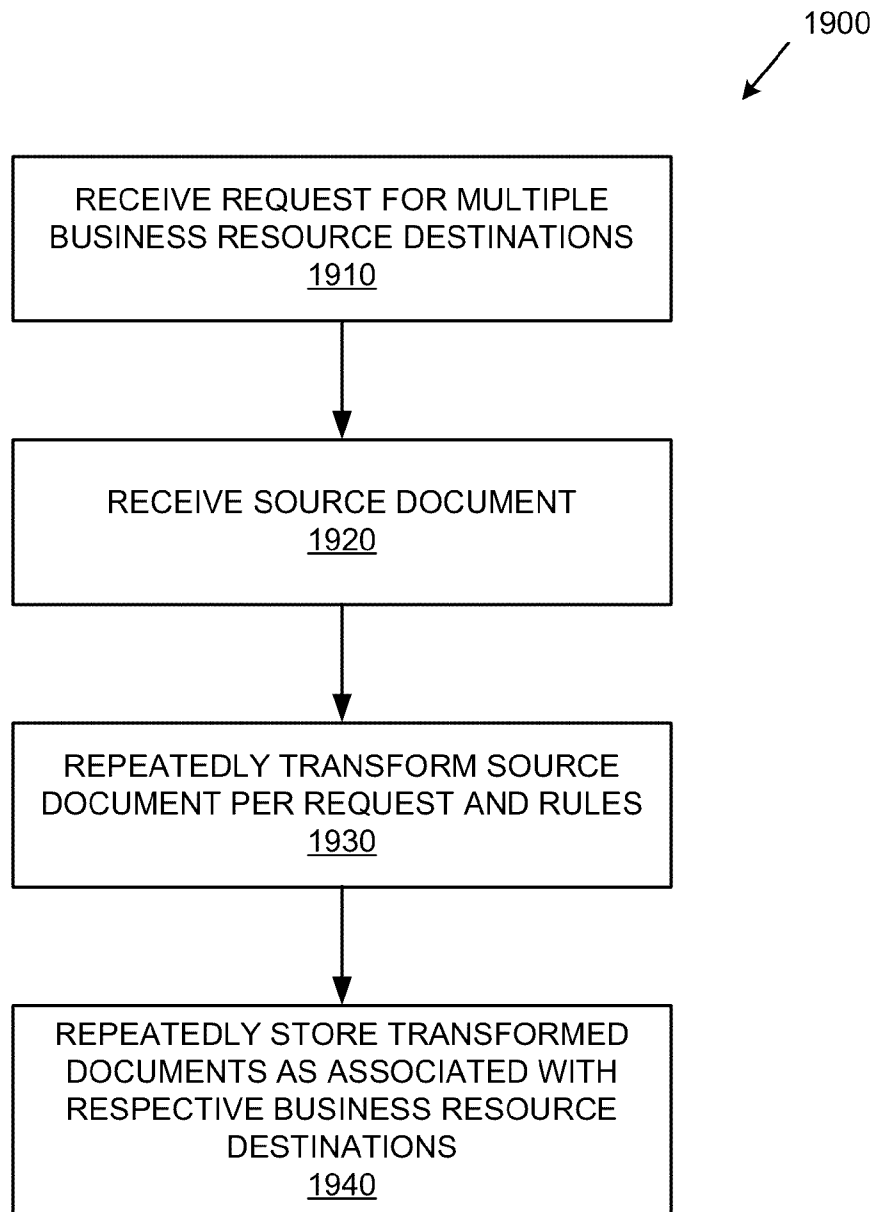 1900
RECEIVE REQUEST FOR MULTIPLE
BUSINESS RESOURCE DESTINATIONS
1910
RECEIVE SOURCE DOCUMENT
1920
REPEATEDLY TRANSFORM SOURCE
DOCUMENT PER REQUEST AND RULES
1930
REPEATEDLY STORE TRANSFORMED
DOCUMENTS AS ASSOCIATED WITH
RESPECTIVE BUSINESS RESOURCE
DESTINATIONS
1940